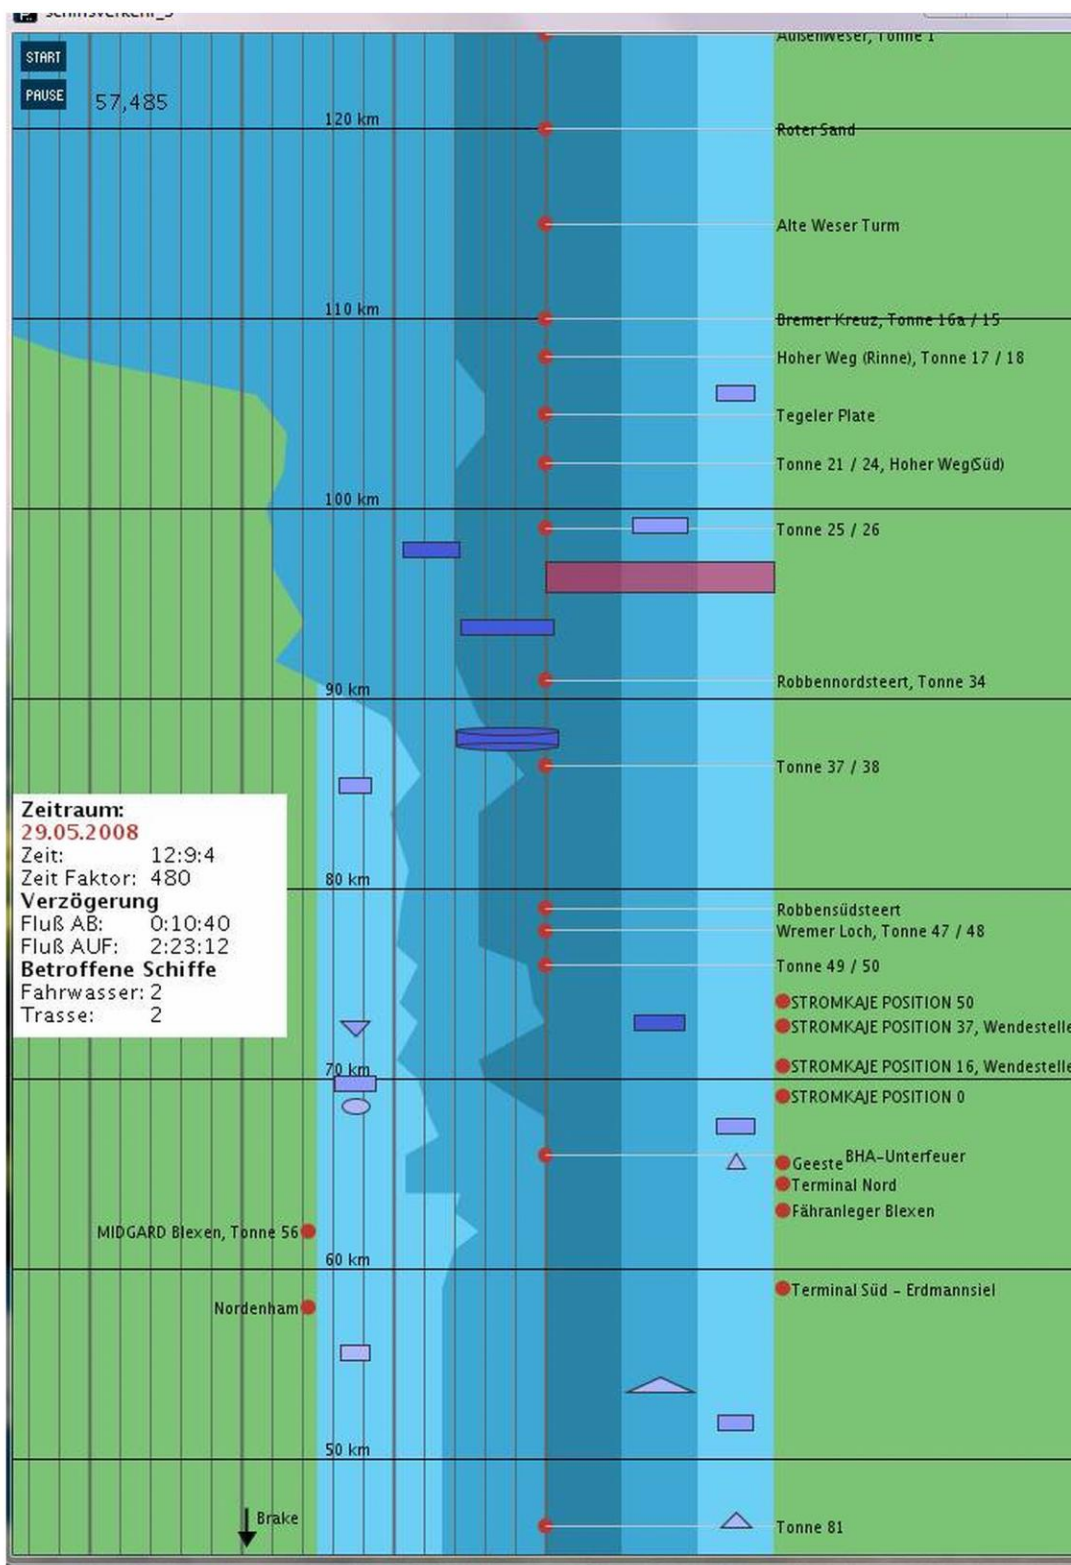 START
PAUSE
57,485
Außenweser, Tonne 1
120 km
Roter Sand
Alte Weser Turm
110 km
Bremer Kreuz, Tonne 16a / 15
Hoher Weg (Rinne), Tonne 17 / 18
Tegeler Plate
Tonne 21 / 24, Hoher Weg(Süd)
100 km
Tonne 25 / 26
Robbennordsteert, Tonne 34
90 km
Tonne 37 / 38
Zeitraum:
29.05.2008
Zeit: 12:9:4
Zeit Faktor: 480
Verzögerung
Fluß AB: 0:10:40
Fluß AUF: 2:23:12
Betroffene Schiffe
Fahrwasser: 2
Trasse: 2
80 km
Robbensüdsteert
Wremer Loch, Tonne 47 / 48
Tonne 49 / 50
STROMKAJE POSITION 50
STROMKAJE POSITION 37, Wendestelle
STROMKAJE POSITION 16, Wendestelle
70 km
STROMKAJE POSITION 0
BHA-Unterfeuer
Geeste
Terminal Nord
Fähranleger Blexen
MIDGARD Blexen, Tonne 56
60 km
Terminal Süd - Erdmannsiel
Nordenham
50 km
Brake
Tonne 81